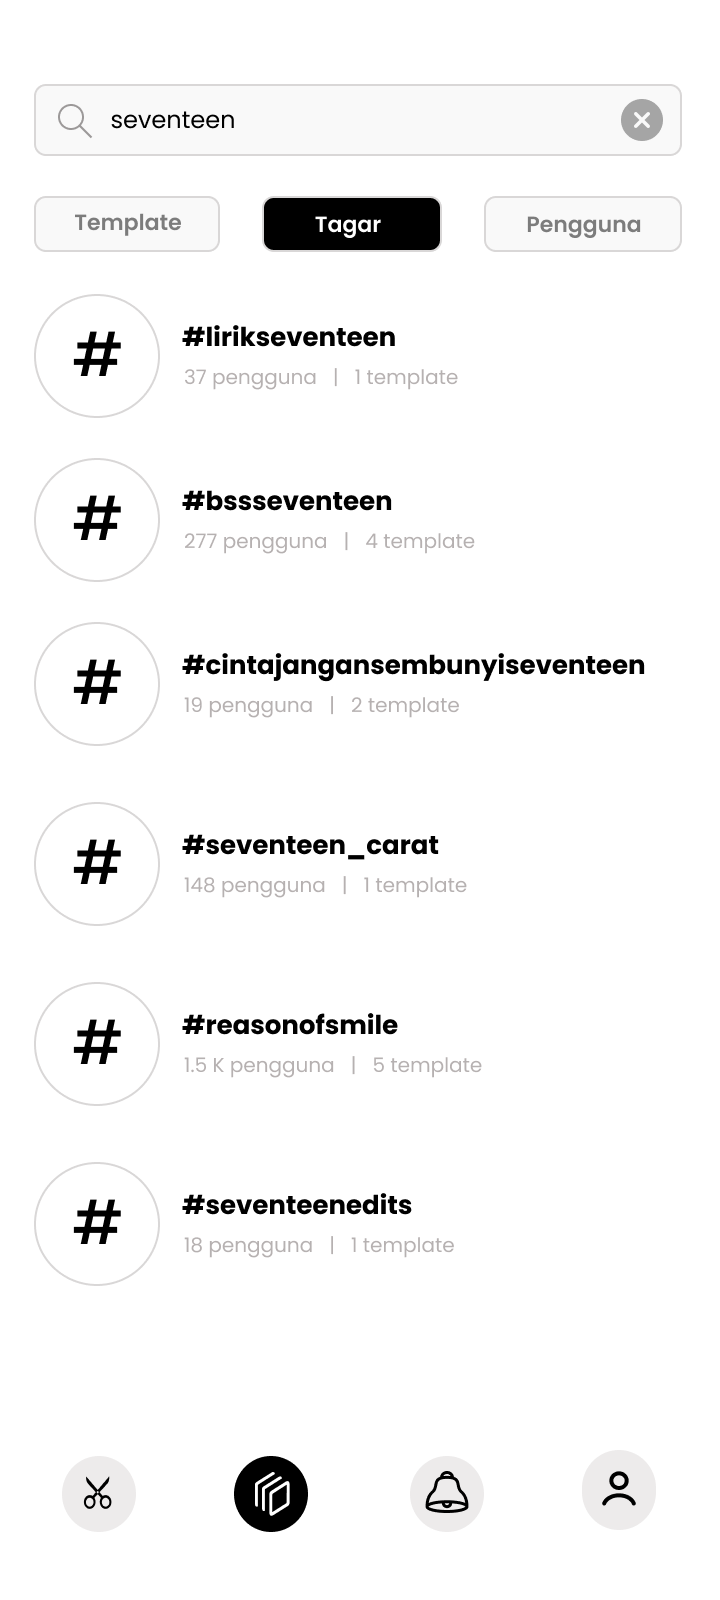 seventeen
Template Tagar Pengguna
#
#lirikseventeen
37 pengguna | 1 template
#
#bssseventeen
277 pengguna | 4 template
#
#cintajangansembunyiseventeen
19 pengguna | 2 template
#
#seventeen_carat
148 pengguna | 1 template
#
#reasonofsmile
1.5 K pengguna | 5 template
#
#seventeenedits
18 pengguna | 1 template